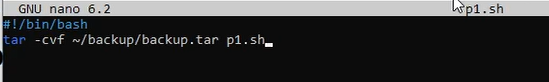 GNU nano 6.2 p1.sh
#!/bin/bash
tar -cvf ~/backup/backup.tar p1.sh